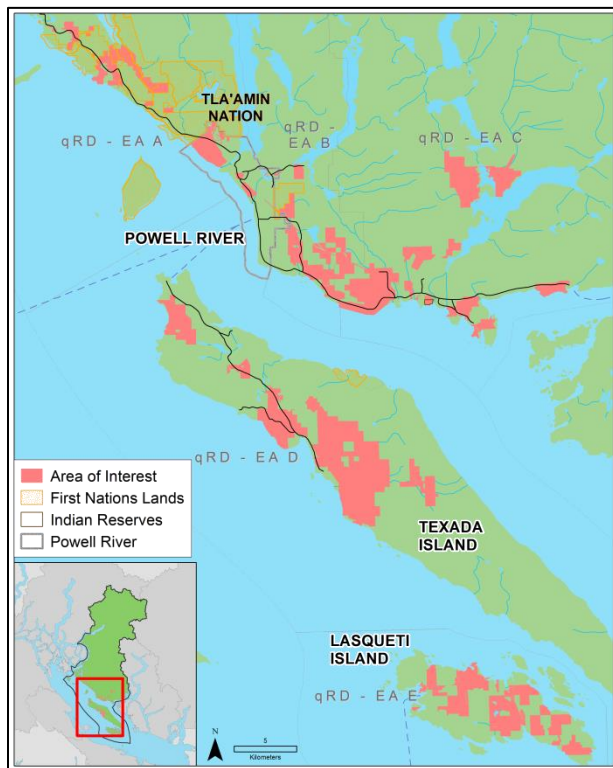 TLA'AMIN
NATION
qRD - EA A
qRD -
EA B
qRD - EA C
POWELL RIVER
qRD - EA D
Area of Interest
First Nations Lands
Indian Reserves
Powell River
TEXADA
ISLAND
LASQUETI
ISLAND
qRD - EA E
N
5
Kilometers